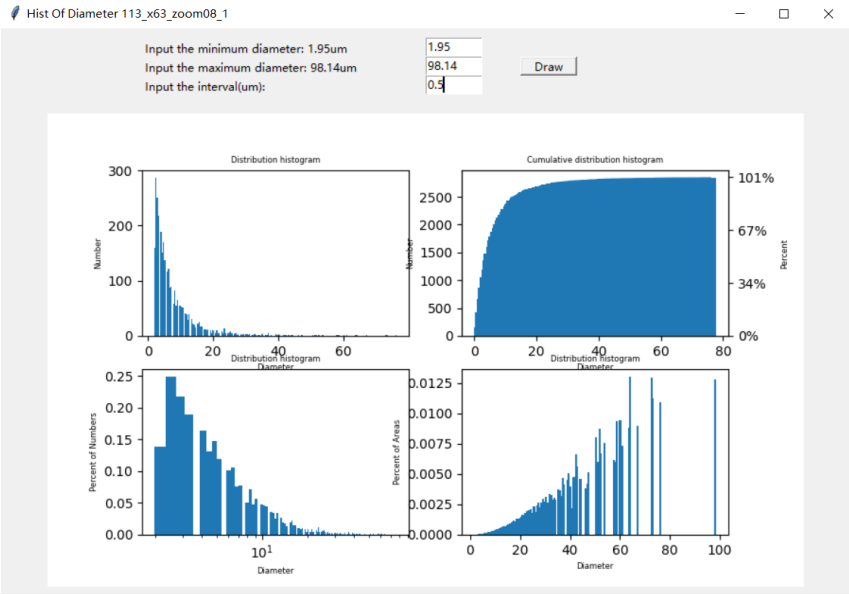 Hist Of Diameter 113_x63_zoom08_1
Input the minimum diameter: 1.95um
1.95
Input the maximum diameter: 98.14um
98.14
Draw
Input the interval(um):
0.5
Distribution histogram
Number
300
200
100
0
0 20 40 60
Diameter
Cumulative distribution histogram
Number
2500
2000
1500
1000
500
0
0 20 40 60 80
Diameter
101%
67%
34%
0%
Percent
Distribution histogram
Percent of Numbers
0.25
0.20
0.15
0.10
0.05
0.00
10¹
Diameter
Distribution histogram
Percent of Areas
0.0125
0.0100
0.0075
0.0050
0.0025
0.0000
0 20 40 60 80 100
Diameter